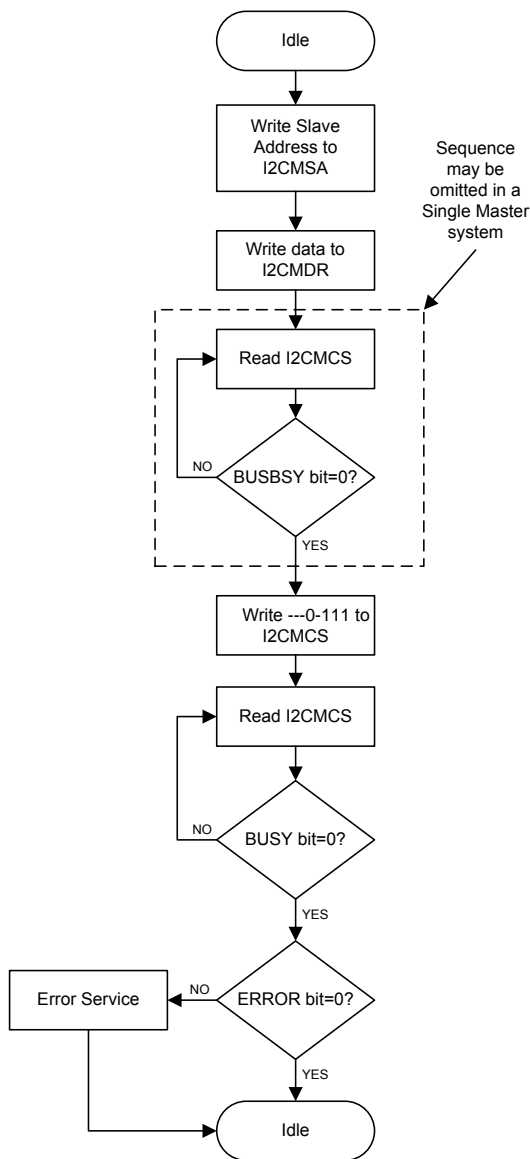 Idle
Write Slave
Address to
I2CMSA
Sequence
may be
omitted in a
Single Master
system
Write data to
I2CMDR
Read I2CMCS
NO
BUSBSY bit=0?
YES
Write ---0-111 to
I2CMCS
Read I2CMCS
NO
BUSY bit=0?
YES
Error Service
NO
ERROR bit=0?
YES
Idle